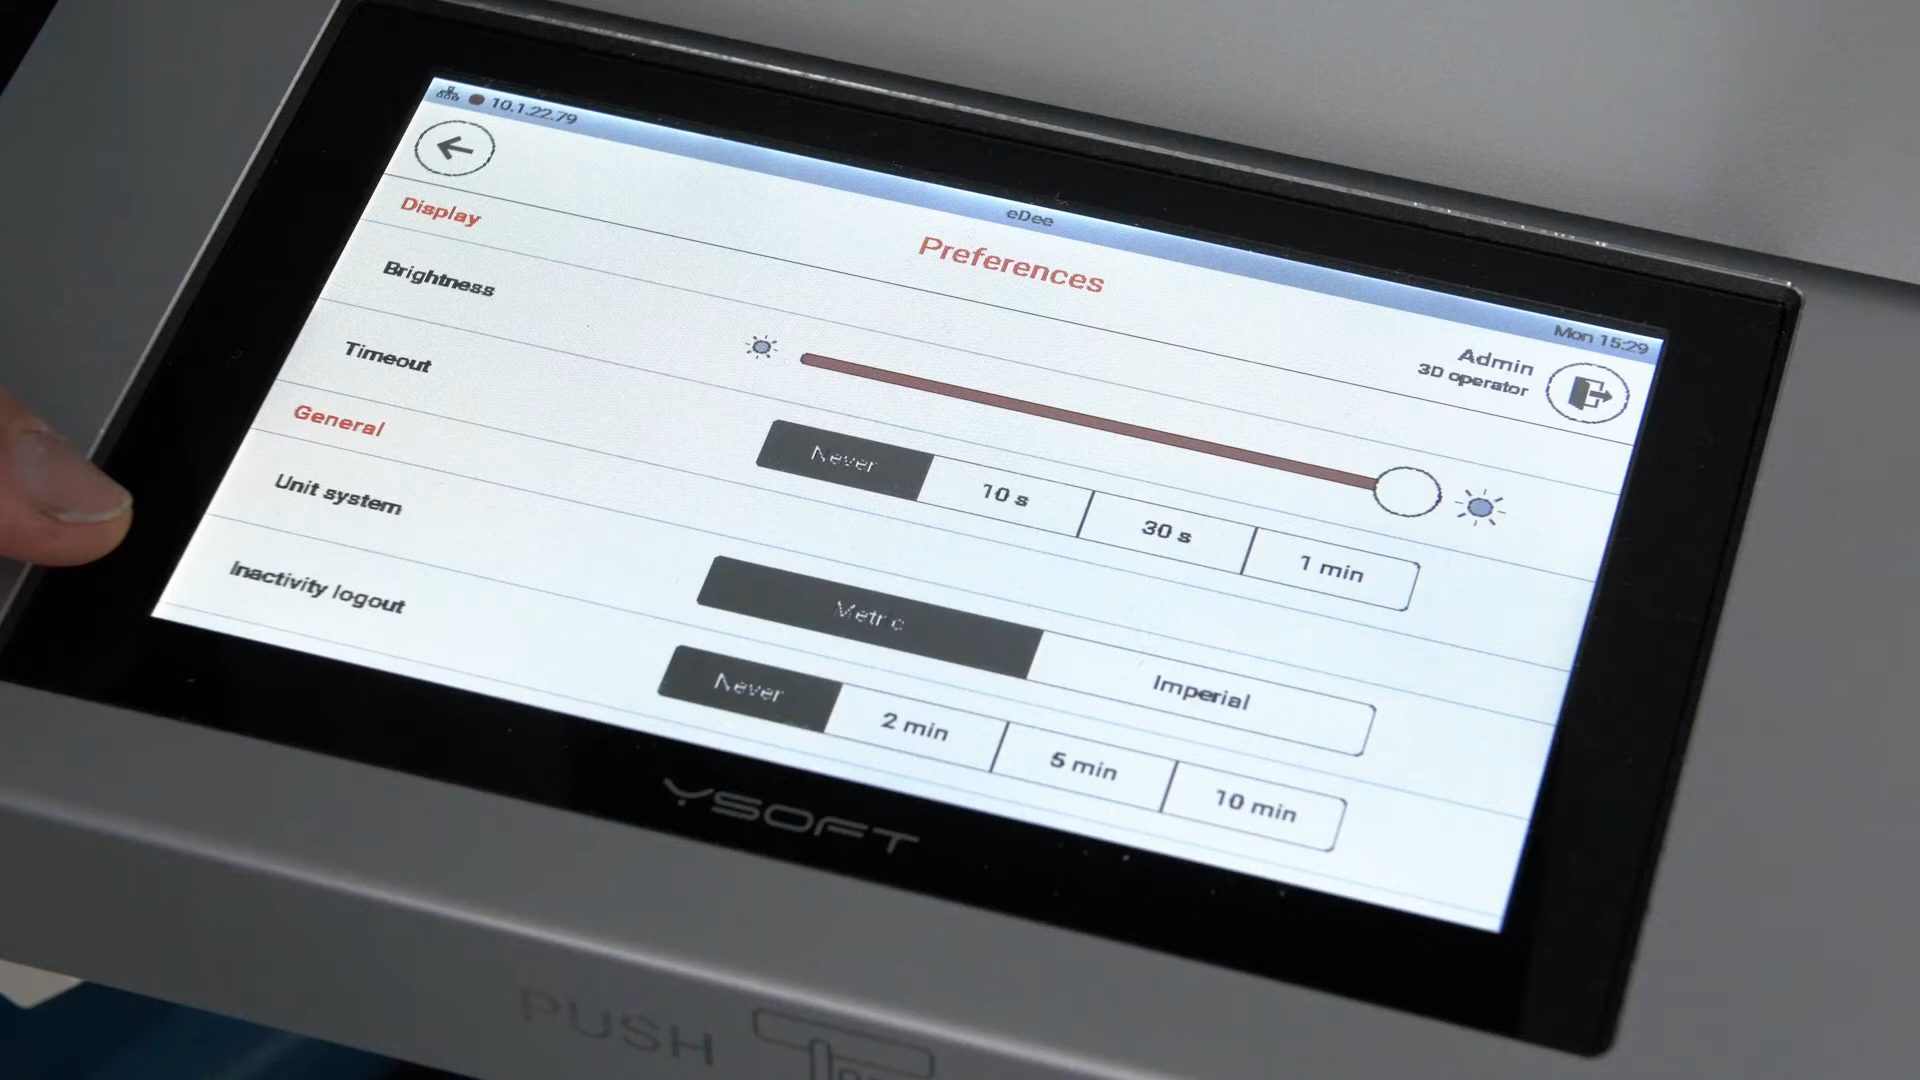 10.1.22.79
eDee
Mon 15:29
Preferences
Admin
3D operator
Display
Brightness
Timeout
Never
10 s
30 s
1 min
General
Unit system
Metric
Imperial
Inactivity logout
Never
2 min
5 min
10 min
YSOFT
PUSH